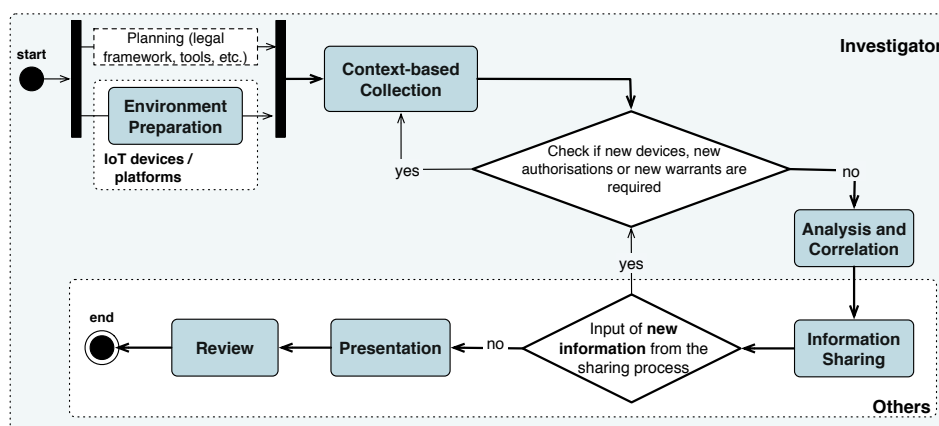 start
Planning (legal
framework, tools, etc.)
Environment
Preparation
IoT devices /
platforms
Context-based
Collection
Investigator
yes
Check if new devices, new
authorisations or new warrants are
required
no
Analysis and
Correlation
yes
end
Review
Presentation
no
Input of new
information from the
sharing process
Information
Sharing
Others